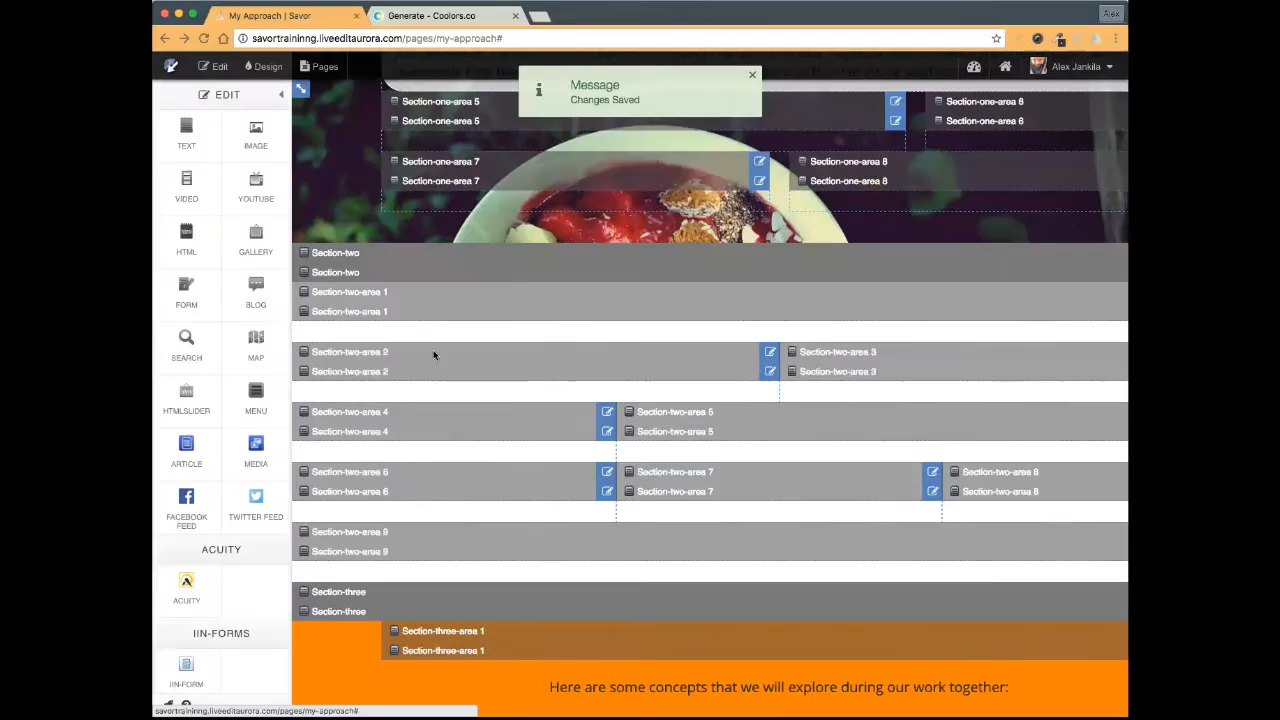 My Approach | Savor
Generate - Coolors.co
Alex
savortraininng.liveeditaurora.com/pages/my-approach#
Edit
Design
Pages
Alex Jankila
Message
Changes Saved
EDIT
TEXT
IMAGE
VIDEO
YOUTUBE
HTML
GALLERY
FORM
BLOG
SEARCH
MAP
HTMLSLIDER
MENU
ARTICLE
MEDIA
FACEBOOK
FEED
TWITTER FEED
ACUITY
ACUITY
IIN-FORMS
IIN-FORM
Section-one-area 5
Section-one-area 6
Section-one-area 5
Section-one-area 6
Section-one-area 7
Section-one-area 8
Section-one-area 7
Section-one-area 8
Section-two
Section-two
Section-two-area 1
Section-two-area 1
Section-two-area 2
Section-two-area 3
Section-two-area 2
Section-two-area 3
Section-two-area 4
Section-two-area 5
Section-two-area 4
Section-two-area 5
Section-two-area 6
Section-two-area 7
Section-two-area 8
Section-two-area 6
Section-two-area 7
Section-two-area 8
Section-two-area 9
Section-two-area 9
Section-three
Section-three
Section-three-area 1
Section-three-area 1
Here are some concepts that we will explore during our work together:
savortraininng.liveeditaurora.com/pages/my-approach#